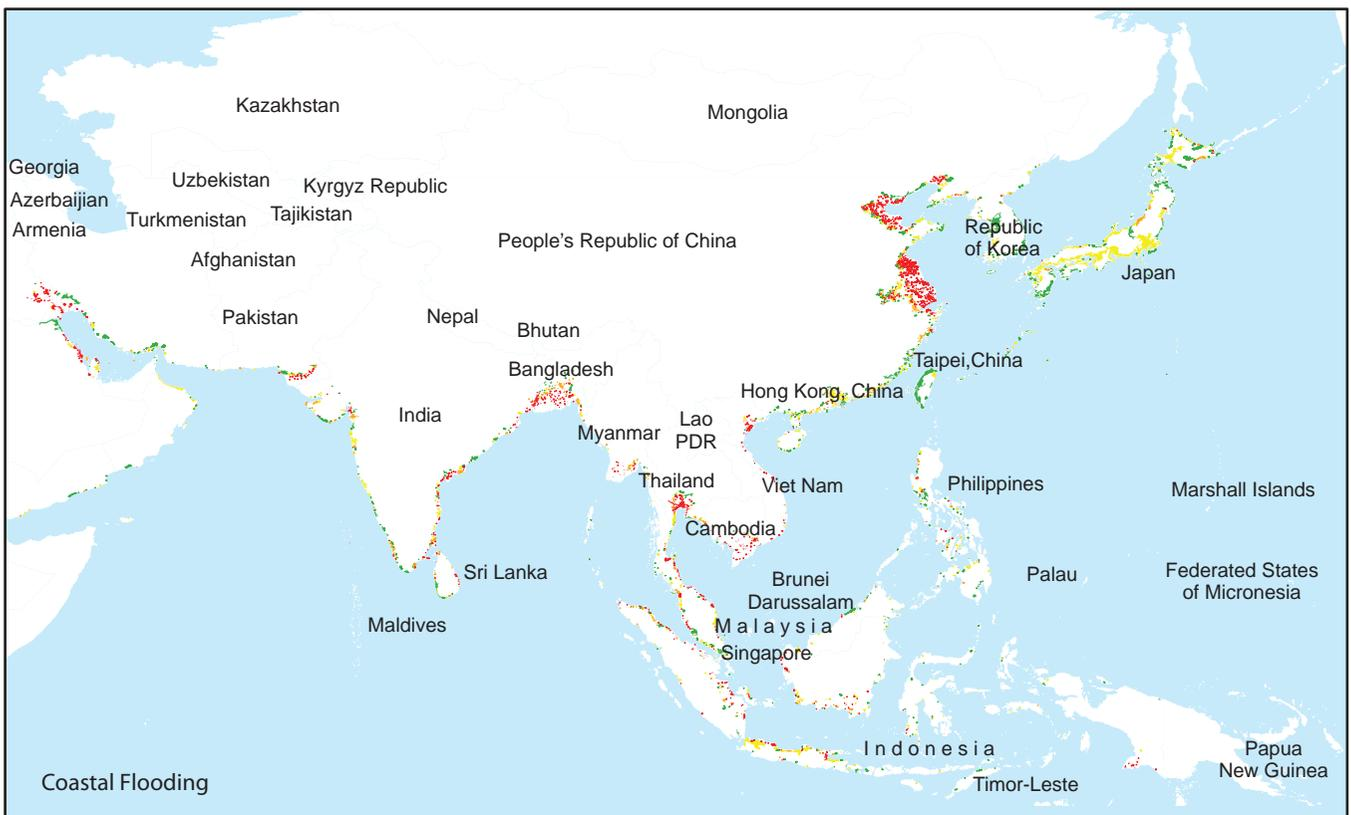 Kazakhstan
Mongolia
Georgia
Uzbekistan
Kyrgyz Republic
Azerbaijian
Turkmenistan
Tajikistan
Armenia
People's Republic of China
Republic
of Korea
Afghanistan
Japan
Pakistan
Nepal
Bhutan
Taipei,China
Bangladesh
Hong Kong, China
India
Lao
PDR
Myanmar
Thailand
Viet Nam
Philippines
Marshall Islands
Cambodia
Sri Lanka
Brunei
Darussalam
Palau
Federated States
of Micronesia
Maldives
Malaysia
Singapore
Indonesia
Papua
New Guinea
Timor-Leste
Coastal Flooding